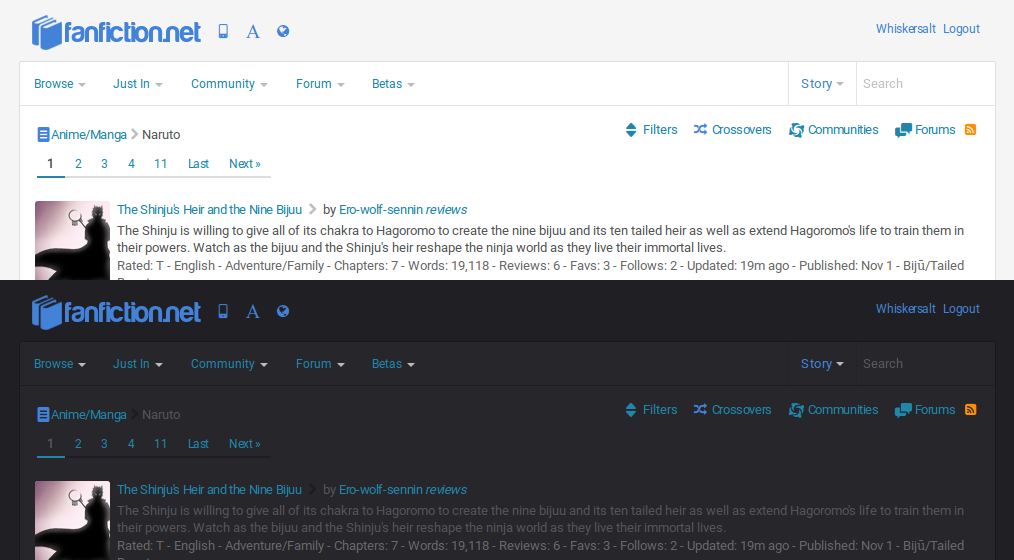 fanfiction.net A Whiskersalt Logout
Browse Just In Community Forum Betas Story Search
Anime/Manga Naruto Filters Crossovers Communities Forums
1 2 3 4 11 Last Next »
The Shinju's Heir and the Nine Bijuu by Ero-wolf-sennin reviews
The Shinju is willing to give all of its chakra to Hagoromo to create the nine bijuu and its ten tailed heir as well as extend Hagoromo's life to train them in
their powers. Watch as the bijuu and the Shinju's heir reshape the ninja world as they live their immortal lives.
Rated: T - English - Adventure/Family - Chapters: 7 - Words: 19,118 - Reviews: 6 - Favs: 3 - Follows: 2 - Updated: 19m ago - Published: Nov 1 - Bijū/Tailed
fanfiction.net A Whiskersalt Logout
Browse Just In Community Forum Betas Story Search
Anime/Manga Naruto Filters Crossovers Communities Forums
1 2 3 4 11 Last Next »
The Shinju's Heir and the Nine Bijuu by Ero-wolf-sennin reviews
The Shinju is willing to give all of its chakra to Hagoromo to create the nine bijuu and its ten tailed heir as well as extend Hagoromo's life to train them in
their powers. Watch as the bijuu and the Shinju's heir reshape the ninja world as they live their immortal lives.
Rated: T - English - Adventure/Family - Chapters: 7 - Words: 19,118 - Reviews: 6 - Favs: 3 - Follows: 2 - Updated: 19m ago - Published: Nov 1 - Bijū/Tailed